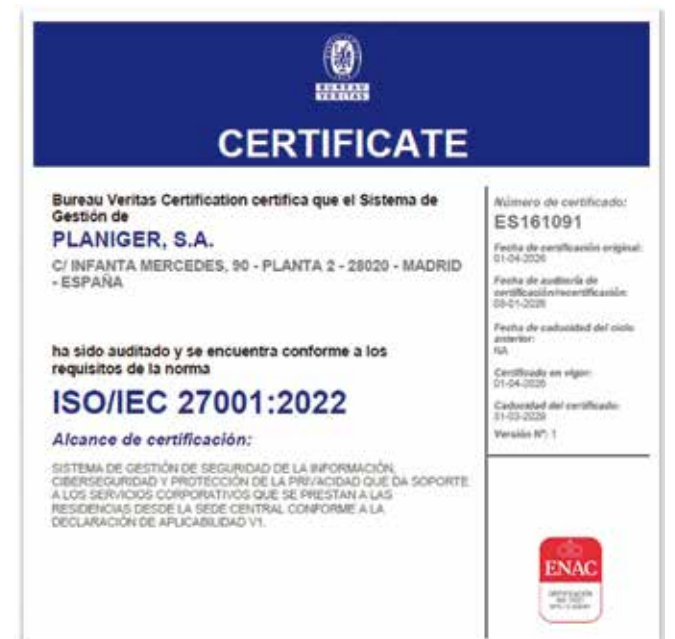 BUREAU
VERITAS
CERTIFICATE
Bureau Veritas Certification certifica que el Sistema de
Gestión de
PLANIGER, S.A.
C/ INFANTA MERCEDES, 90 - PLANTA 2 - 28020 - MADRID
- ESPAÑA
ha sido auditado y se encuentra conforme a los
requisitos de la norma
ISO/IEC 27001:2022
Alcance de certificación:
SISTEMA DE GESTIÓN DE SEGURIDAD DE LA INFORMACIÓN,
CIBERSEGURIDAD Y PROTECCIÓN DE LA PRIVACIDAD QUE DA SOPORTE
A LOS SERVICIOS CORPORATIVOS QUE SE PRESTAN A LAS
RESIDENCIAS DESDE LA SEDE CENTRAL CONFORME A LA
DECLARACIÓN DE APLICABILIDAD V1.
Número de certificado:
ES161091
Fecha de certificación original:
Fecha de auditoría de
certificación/recertificación:
Fecha de caducidad del ciclo
anterior:
NA
Certificado en vigor:
Caducidad del certificado:
Versión Nº: 1
ENAC
CERTIFICACIÓN